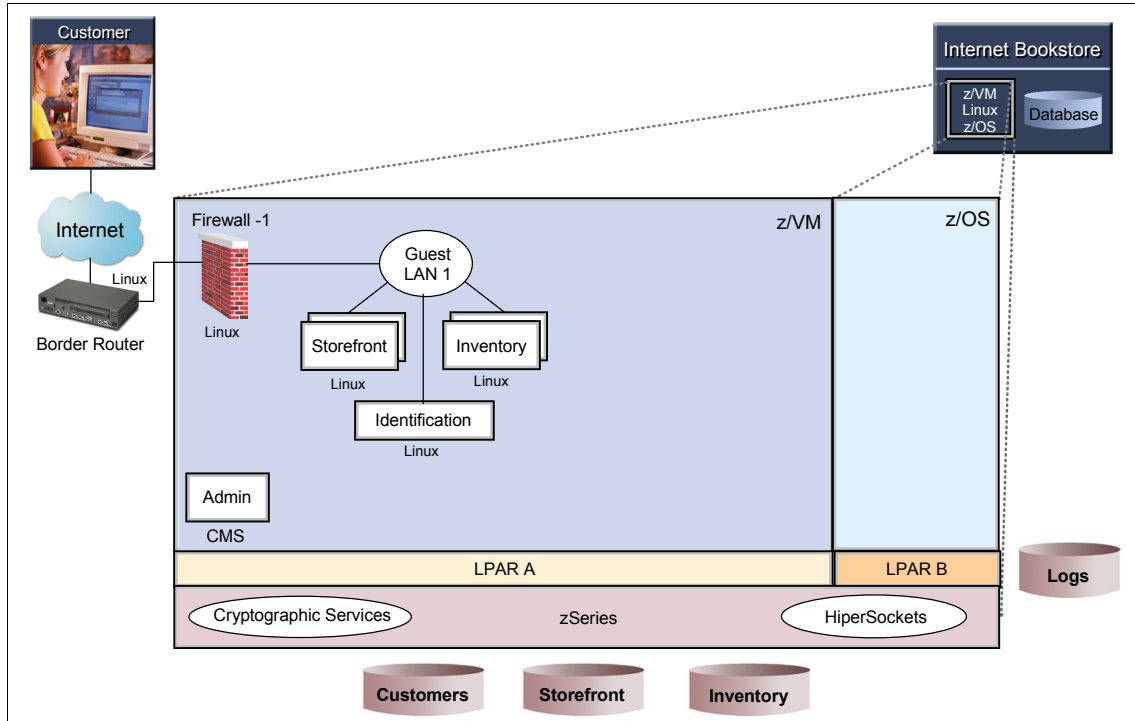 Customer
Internet Bookstore
z/VM
Linux
z/OS
Database
Internet
Linux
Border Router
Firewall -1
Linux
z/VM
z/OS
Guest
LAN 1
Storefront
Linux
Inventory
Linux
Identification
Linux
Admin
CMS
LPAR A
LPAR B
Cryptographic Services
zSeries
HiperSockets
Logs
Customers
Storefront
Inventory